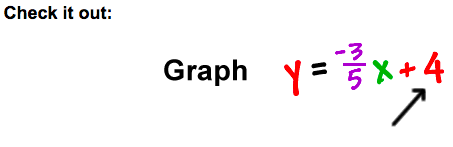 Check it out:
Graph y = -3/5 x + 4